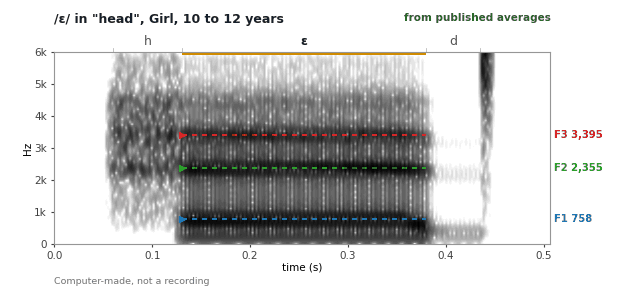 /ɛ/ in "head", Girl, 10 to 12 years
from published averages
h ɛ d
6k
5k
4k
3k
2k
1k
0
Hz
F3 3,395
F2 2,355
F1 758
0.0 0.1 0.2 0.3 0.4 0.5
time (s)
Computer-made, not a recording